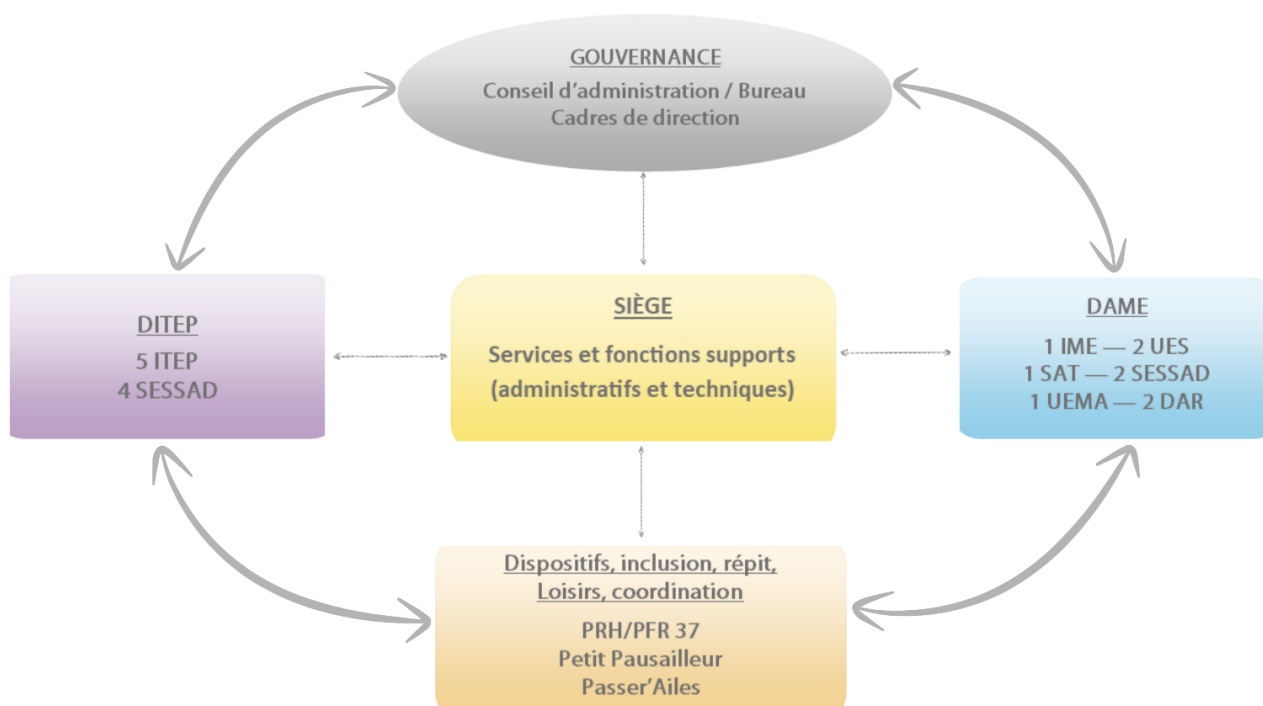 GOUVERNANCE
Conseil d’administration / Bureau
Cadres de direction
DITEP
5 ITEP
4 SESSAD
SIÈGE
Services et fonctions supports
(administratifs et techniques)
DAME
1 IME — 2 UES
1 SAT — 2 SESSAD
1 UEMA — 2 DAR
Dispositifs, inclusion, répit,
Loisirs, coordination
PRH/PFR 37
Petit Pausailleur
Passer’Ailes